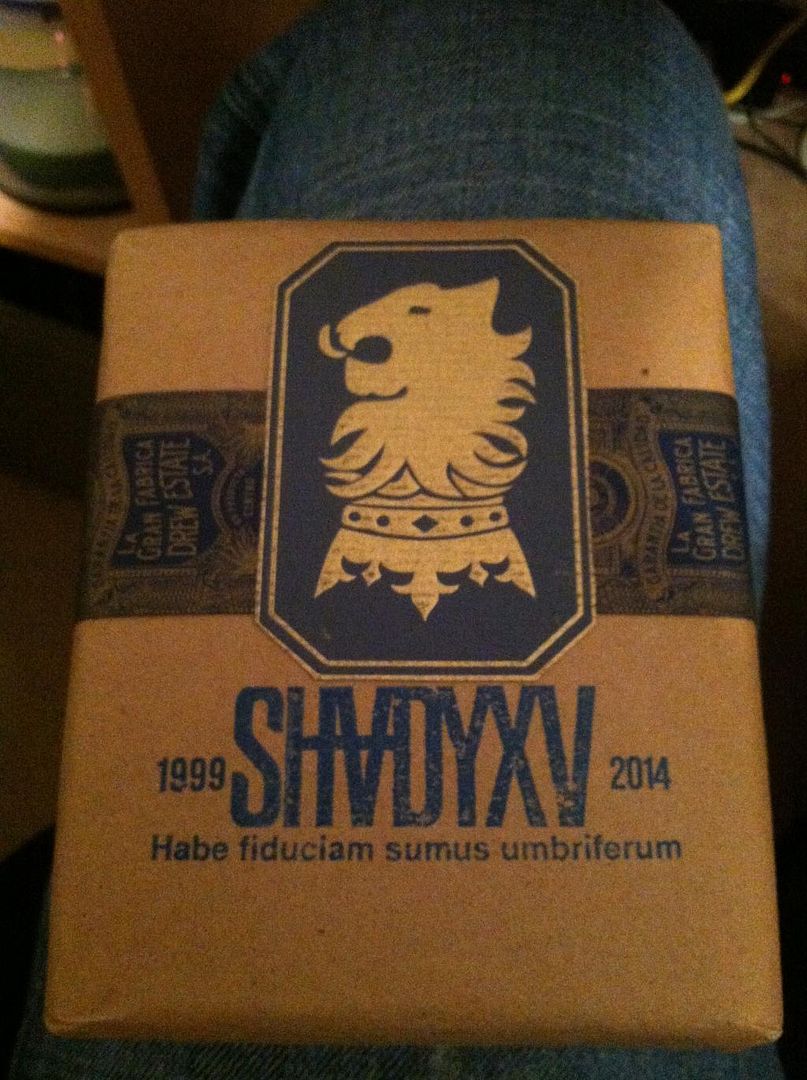 LA
GRAN FABRICA
DREW ESTATE
S.A.
LA
GRAN FABRICA
DREW ESTATE
1999 SHADYXV 2014
Habe fiduciam sumus umbriferum